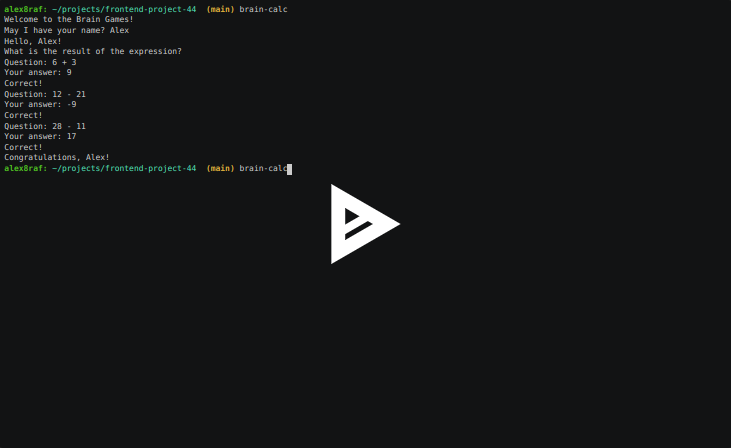 alex8raf: ~/projects/frontend-project-44 (main) brain-calc
Welcome to the Brain Games!
May I have your name? Alex
Hello, Alex!
What is the result of the expression?
Question: 6 + 3
Your answer: 9
Correct!
Question: 12 - 21
Your answer: -9
Correct!
Question: 28 - 11
Your answer: 17
Correct!
Congratulations, Alex!
alex8raf: ~/projects/frontend-project-44 (main) brain-calc